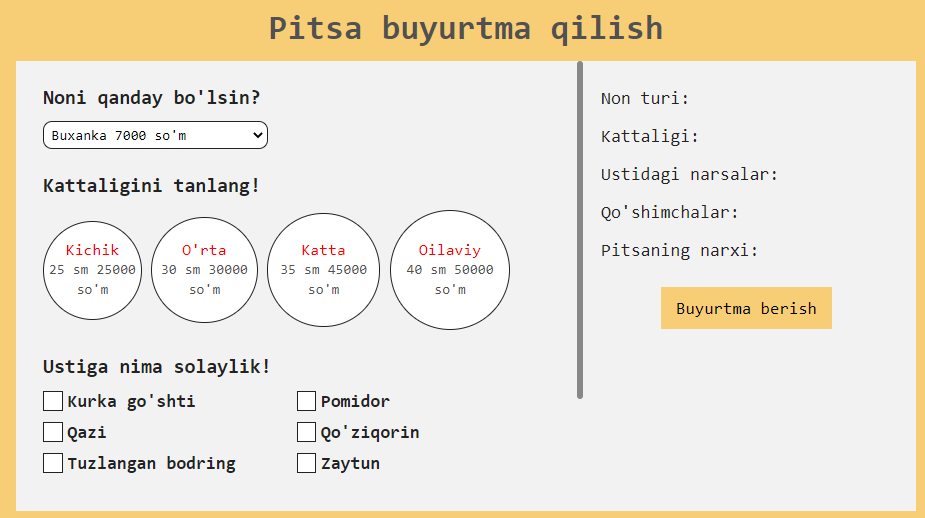 Pitsa buyurtma qilish
Noni qanday bo'lsin?
Buxanka 7000 so'm
Kattaligini tanlang!
Kichik
25 sm 25000
so'm
O'rta
30 sm 30000
so'm
Katta
35 sm 45000
so'm
Oilaviy
40 sm 50000
so'm
Ustiga nima solaylik!
Kurka go'shti
Pomidor
Qazi
Qo'ziqorin
Tuzlangan bodring
Zaytun
Non turi:
Kattaligi:
Ustidagi narsalar:
Qo'shimchalar:
Pitsaning narxi:
Buyurtma berish